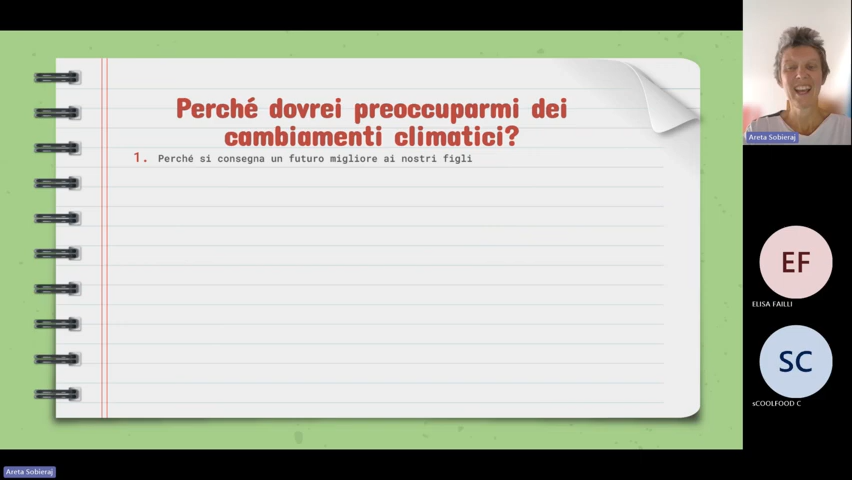 Perché dovrei preoccuparmi dei
cambiamenti climatici?
1. Perché si consegna un futuro migliore ai nostri figli
Areta Sobieraj
EF
ELISA FAILLI
SC
sCOOLFOOD C
Areta Sobieraj